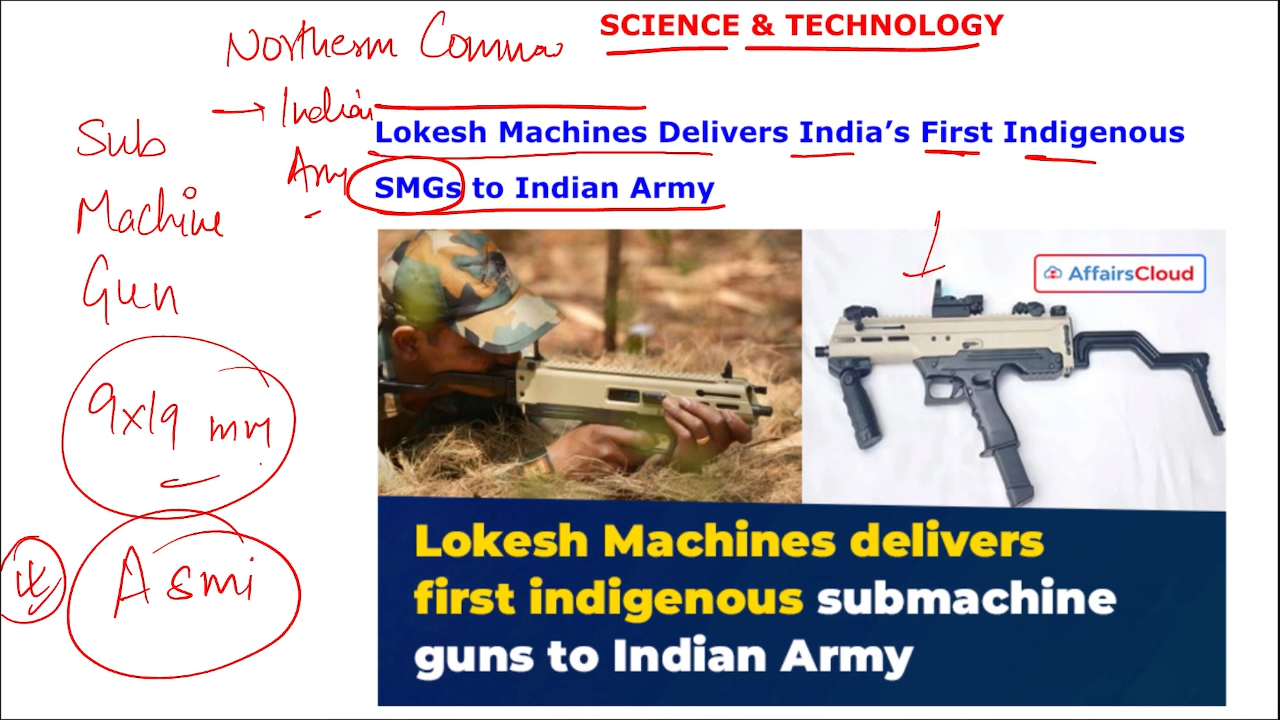 SCIENCE & TECHNOLOGY
Northern Comma
→ Indian
Army
Lokesh Machines Delivers India’s First Indigenous
SMGs to Indian Army
Sub
Machine
Gun
9x19 mm
Asmi
1
AffairsCloud
Lokesh Machines delivers
first indigenous submachine
guns to Indian Army